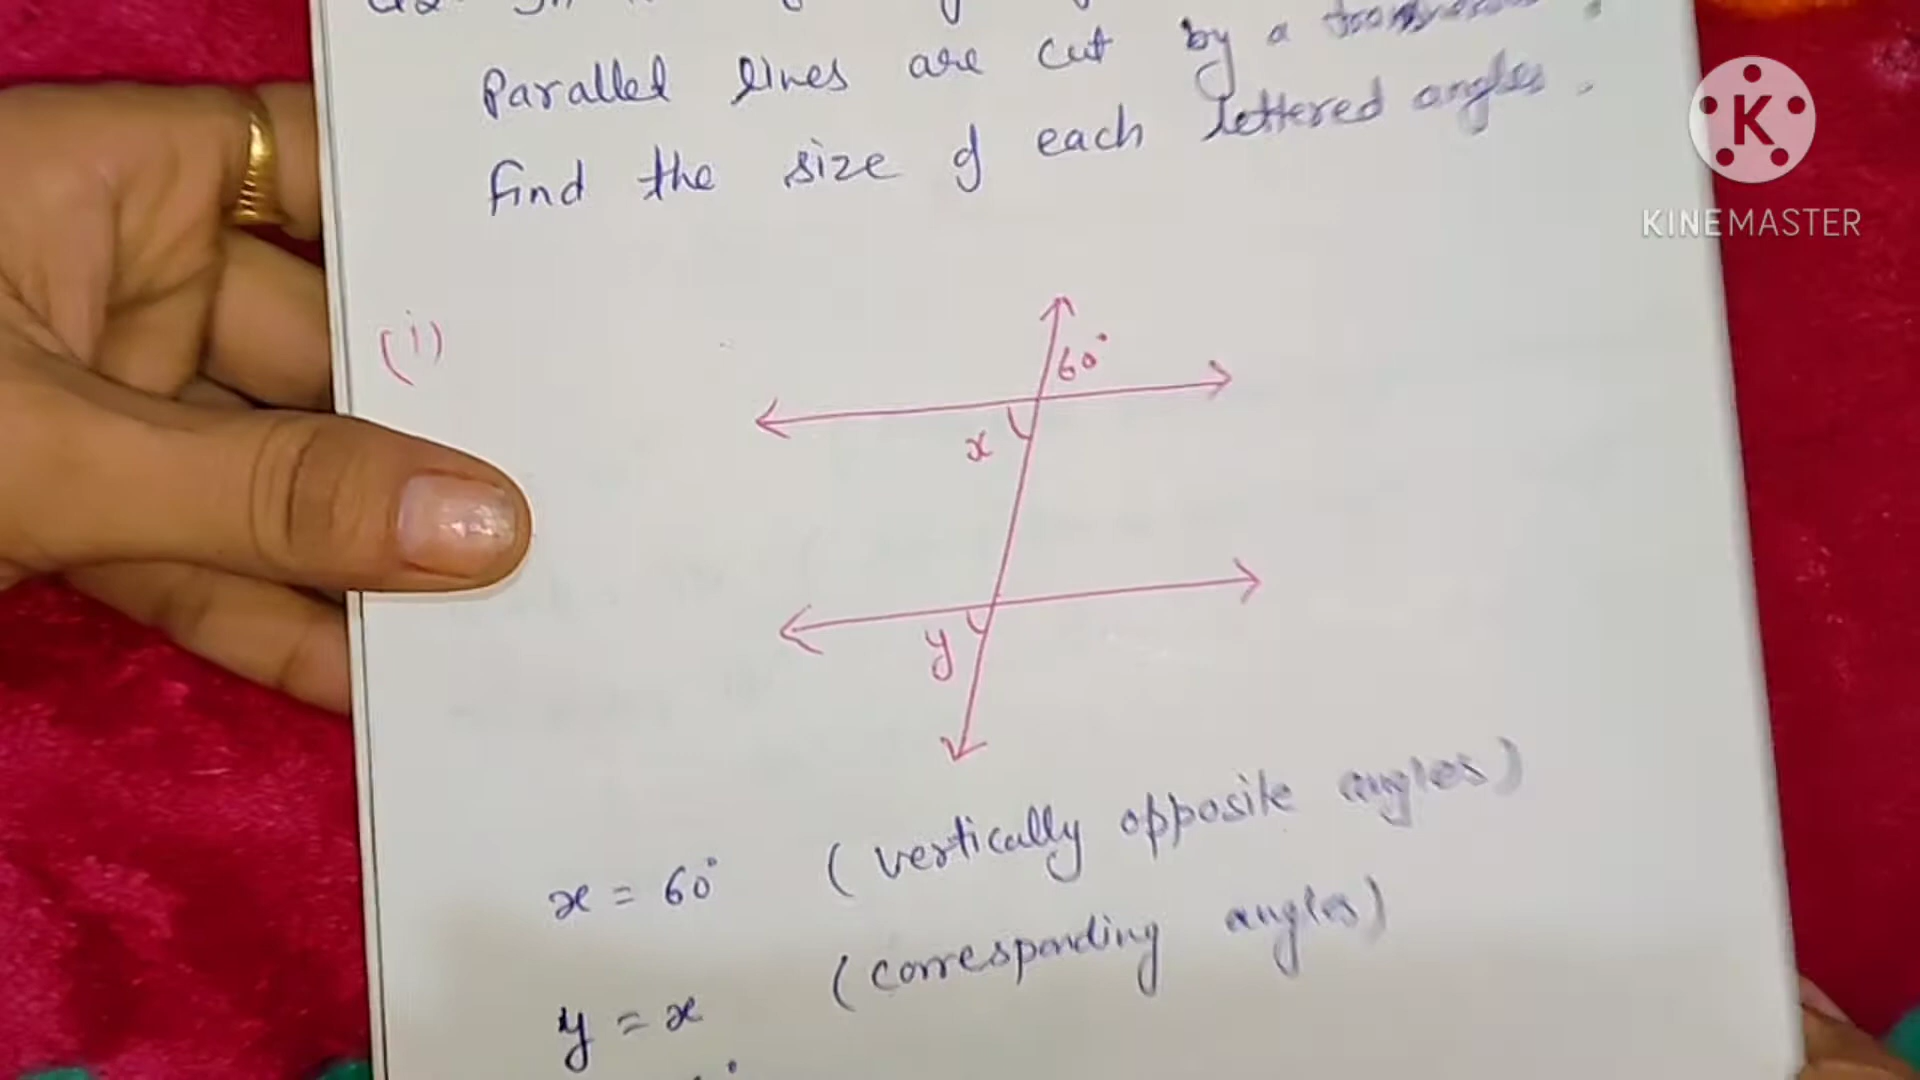 Parallel lines are cut by a
find the size of each lettered angles.
K
KINEMASTER
(i)
60°
x
y
x = 60° (vertically opposite angles)
y = x (corresponding angles)